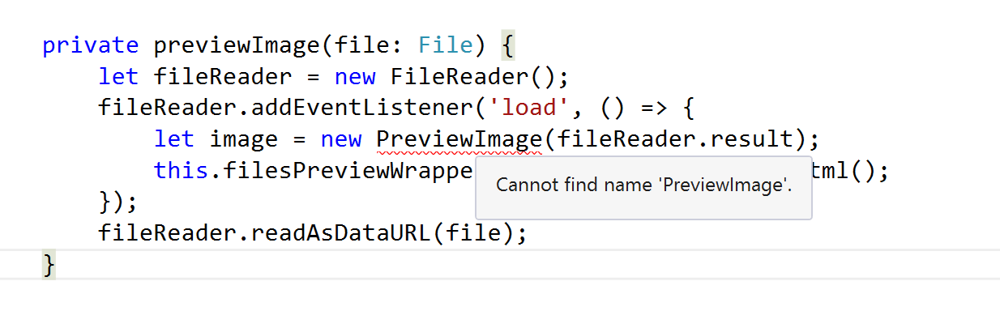 private previewImage(file: File) {
let fileReader = new FileReader();
fileReader.addEventListener('load', () => {
let image = new PreviewImage(fileReader.result);
this.filesPreviewWrappe tml();
Cannot find name 'PreviewImage'.
});
fileReader.readAsDataURL(file);
}